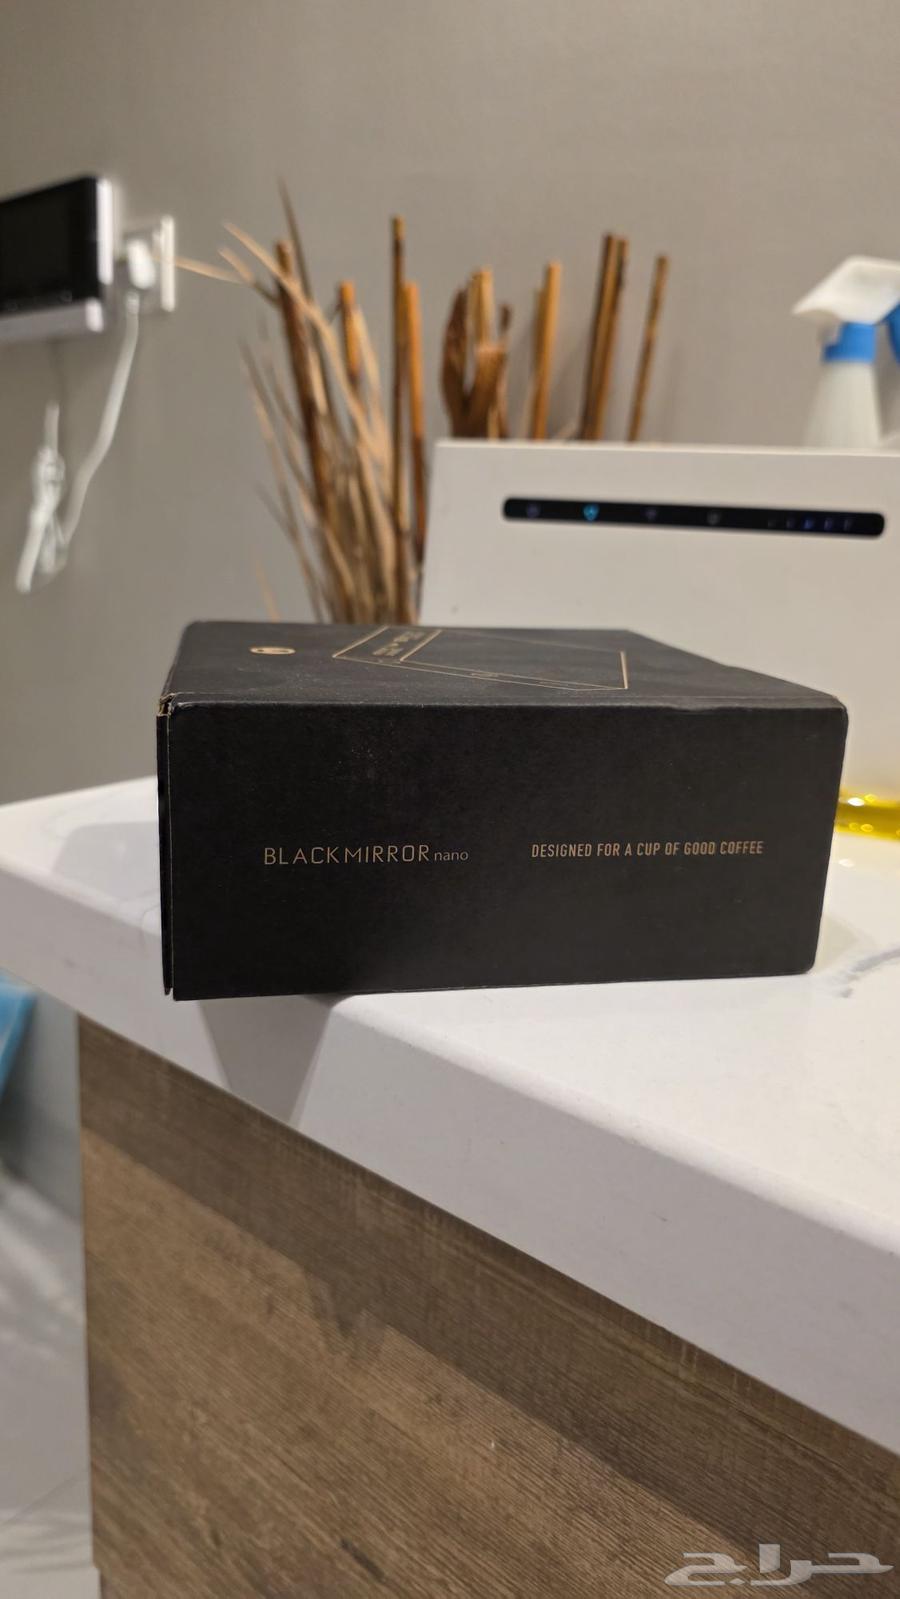 BLACKMIRROR nano
DESIGNED FOR A CUP OF GOOD COFFEE
حراج